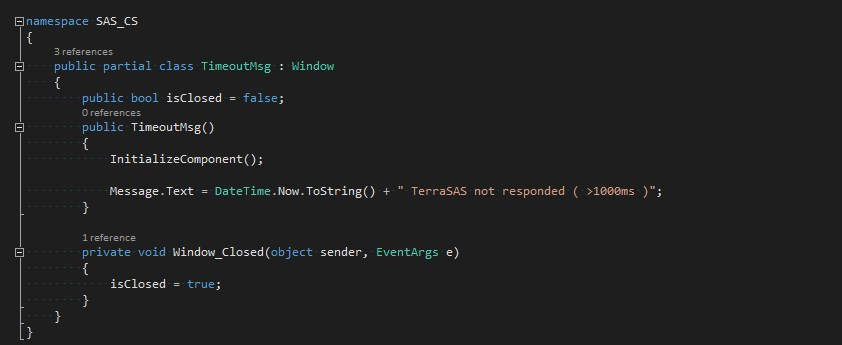 namespace SAS_CS
{
3 references
public partial class TimeoutMsg : Window
{
public bool isClosed = false;
0 references
public TimeoutMsg()
{
InitializeComponent();
Message.Text = DateTime.Now.ToString() + " TerraSAS not responded ( >1000ms )";
}
1 reference
private void Window_Closed(object sender, EventArgs e)
{
isClosed = true;
}
}
}